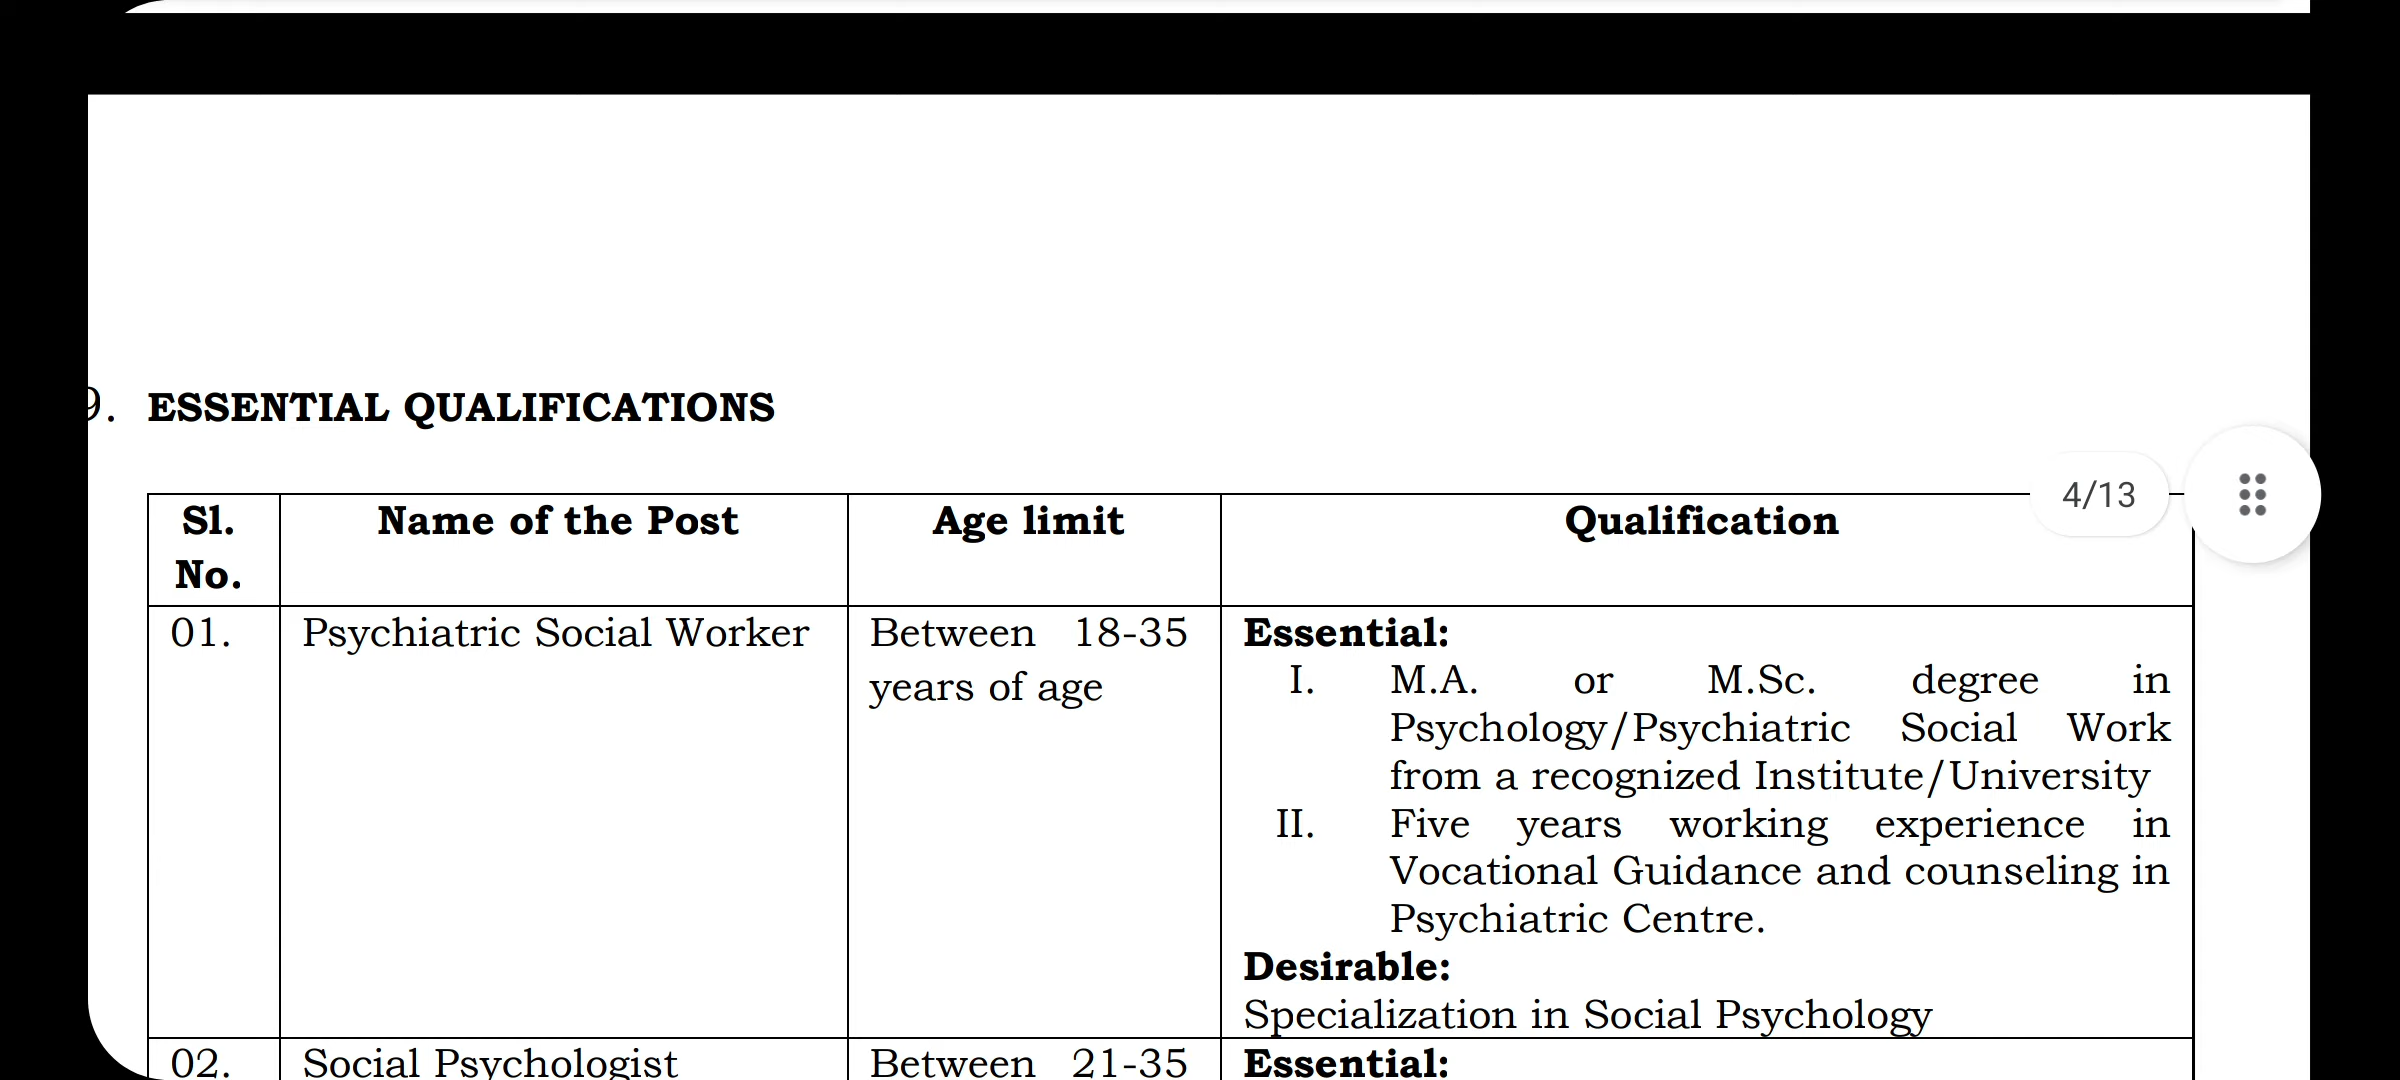 9. ESSENTIAL QUALIFICATIONS
4/13
Sl. No.
Name of the Post
Age limit
Qualification
01.
Psychiatric Social Worker
Between 18-35
years of age
Essential:
I. M.A. or M.Sc. degree in
Psychology/Psychiatric Social Work
from a recognized Institute/University
II. Five years working experience in
Vocational Guidance and counseling in
Psychiatric Centre.
Desirable:
Specialization in Social Psychology
02.
Social Psychologist
Between 21-35
Essential: